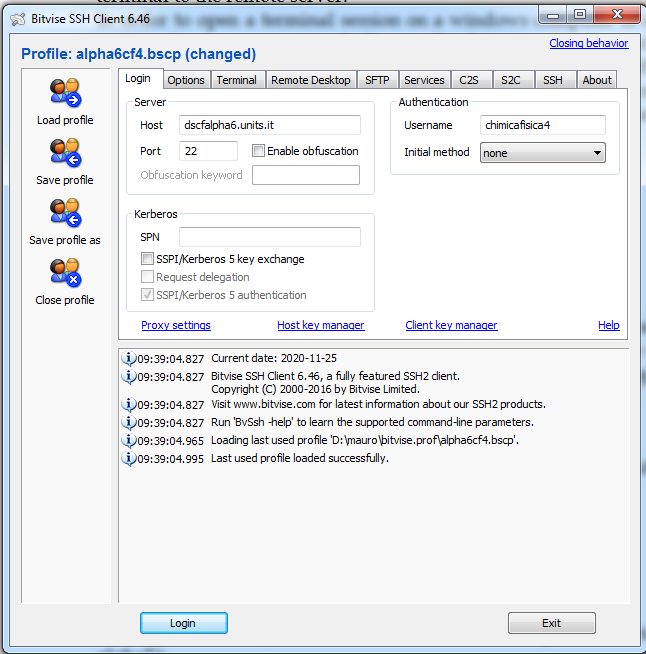 terminal to the remote server.
Bitvise SSH Client 6.46
Closing behavior
Profile: alpha6cf4.bscp (changed)
Load profile
Save profile
Save profile as
Close profile
Login Options Terminal Remote Desktop SFTP Services C2S S2C SSH About
Server
Host dscfalpha6.units.it
Port 22 Enable obfuscation
Obfuscation keyword
Authentication
Username chimicafisica4
Initial method none
Kerberos
SPN
SSPI/Kerberos 5 key exchange
Request delegation
SSPI/Kerberos 5 authentication
Proxy settings Host key manager Client key manager Help
09:39:04.827 Current date: 2020-11-25
09:39:04.827 Bitvise SSH Client 6.46, a fully featured SSH2 client.
Copyright (C) 2000-2016 by Bitvise Limited.
09:39:04.827 Visit www.bitvise.com for latest information about our SSH2 products.
09:39:04.827 Run 'BvSsh -help' to learn the supported command-line parameters.
09:39:04.965 Loading last used profile 'D:\mauro\bitvise.prof\alpha6cf4.bscp'.
09:39:04.995 Last used profile loaded successfully.
Login Exit